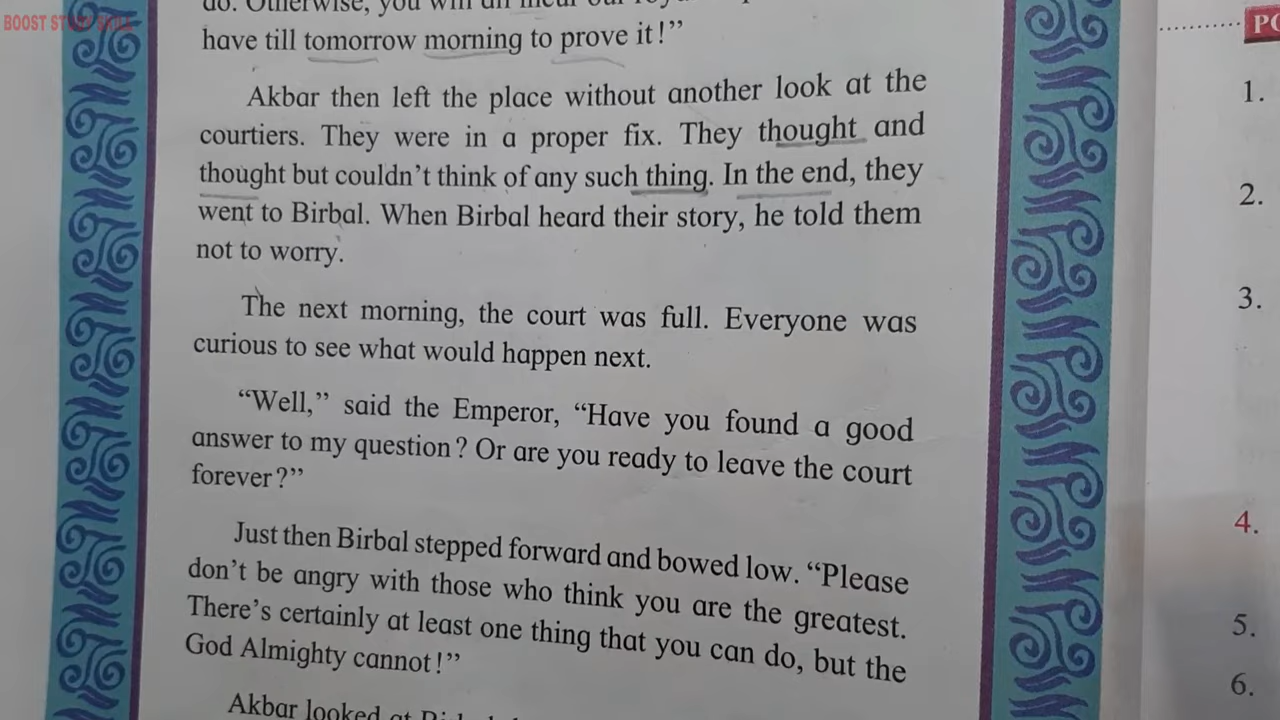 BOOST STUDY SKILL
do. Otherwise, you will all incur our
have till tomorrow morning to prove it!”
Akbar then left the place without another look at the
courtiers. They were in a proper fix. They thought and
thought but couldn’t think of any such thing. In the end, they
went to Birbal. When Birbal heard their story, he told them
not to worry.
The next morning, the court was full. Everyone was
curious to see what would happen next.
“Well,” said the Emperor, “Have you found a good
answer to my question? Or are you ready to leave the court
forever?”
Just then Birbal stepped forward and bowed low. “Please
don’t be angry with those who think you are the greatest.
There’s certainly at least one thing that you can do, but the
God Almighty cannot!”
Akbar looked at
1.
2.
3.
4.
5.
6.